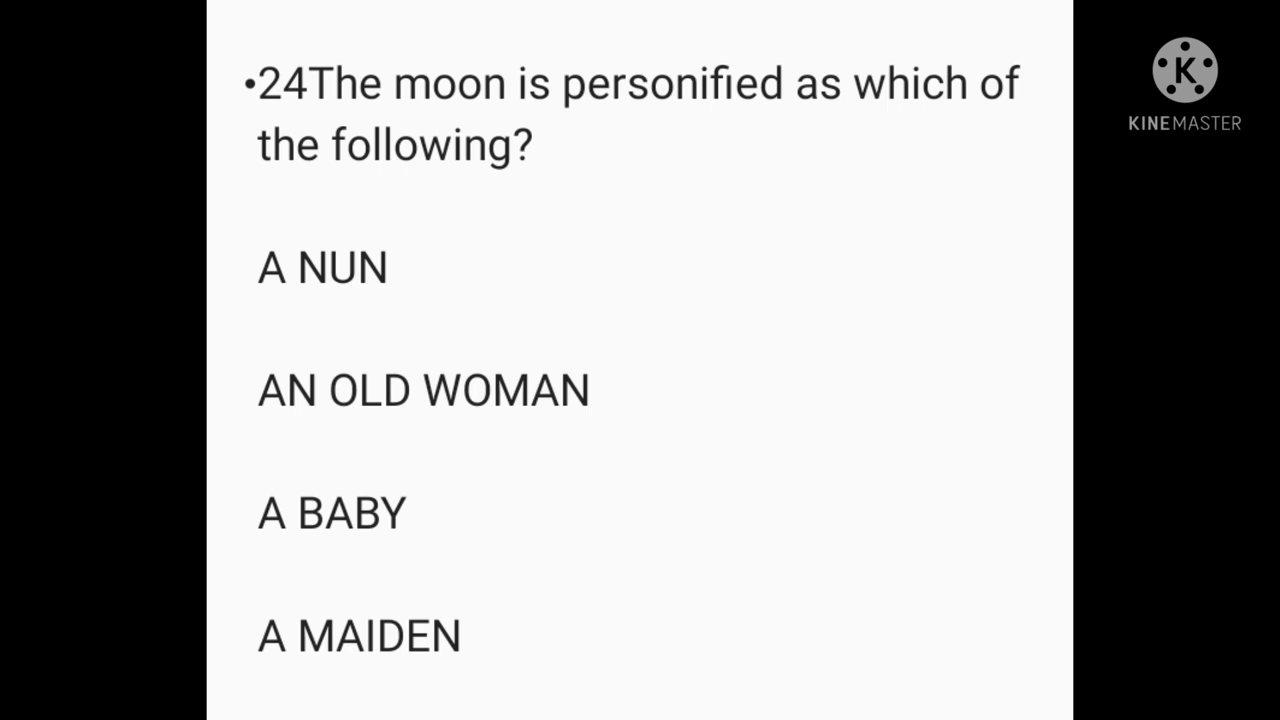 •24The moon is personified as which of
the following?
A NUN
AN OLD WOMAN
A BABY
A MAIDEN
K
KINEMASTER